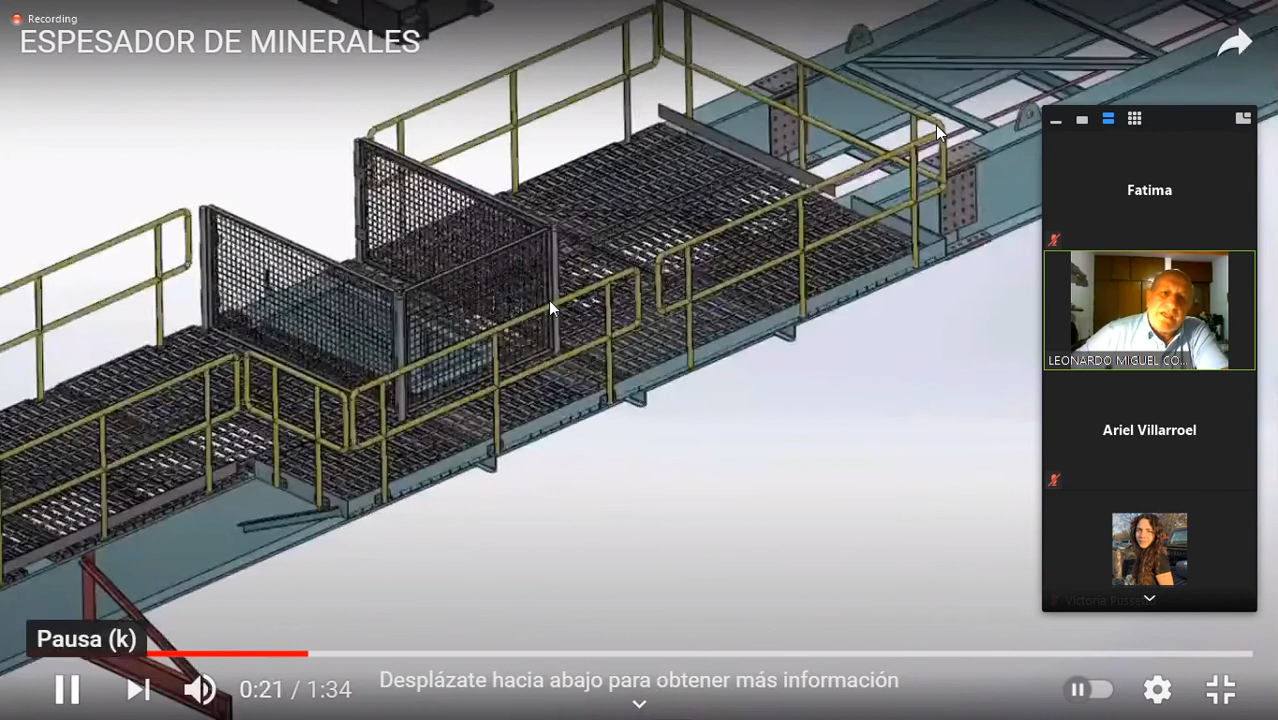 Recording
ESPESADOR DE MINERALES
Fatima
LEONARDO MIGUEL CO...
Ariel Villarroel
Victoria
Pausa (k)
0:21 / 1:34
Desplázate hacia abajo para obtener más información